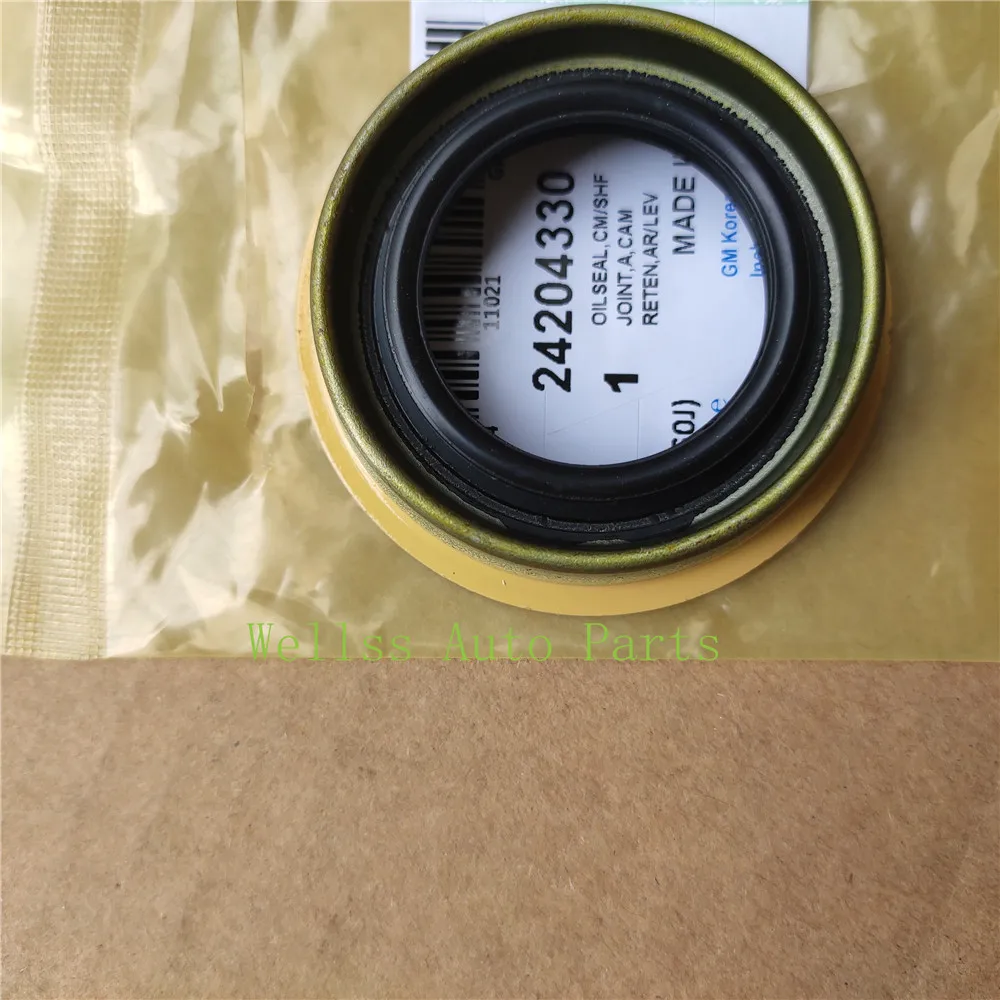 11021
24204330
OILSEAL,CM/SHF
JOINT,A,CAM
RETEN,AR/LEV
1
MADE
GM Kore
Wellss Auto Parts